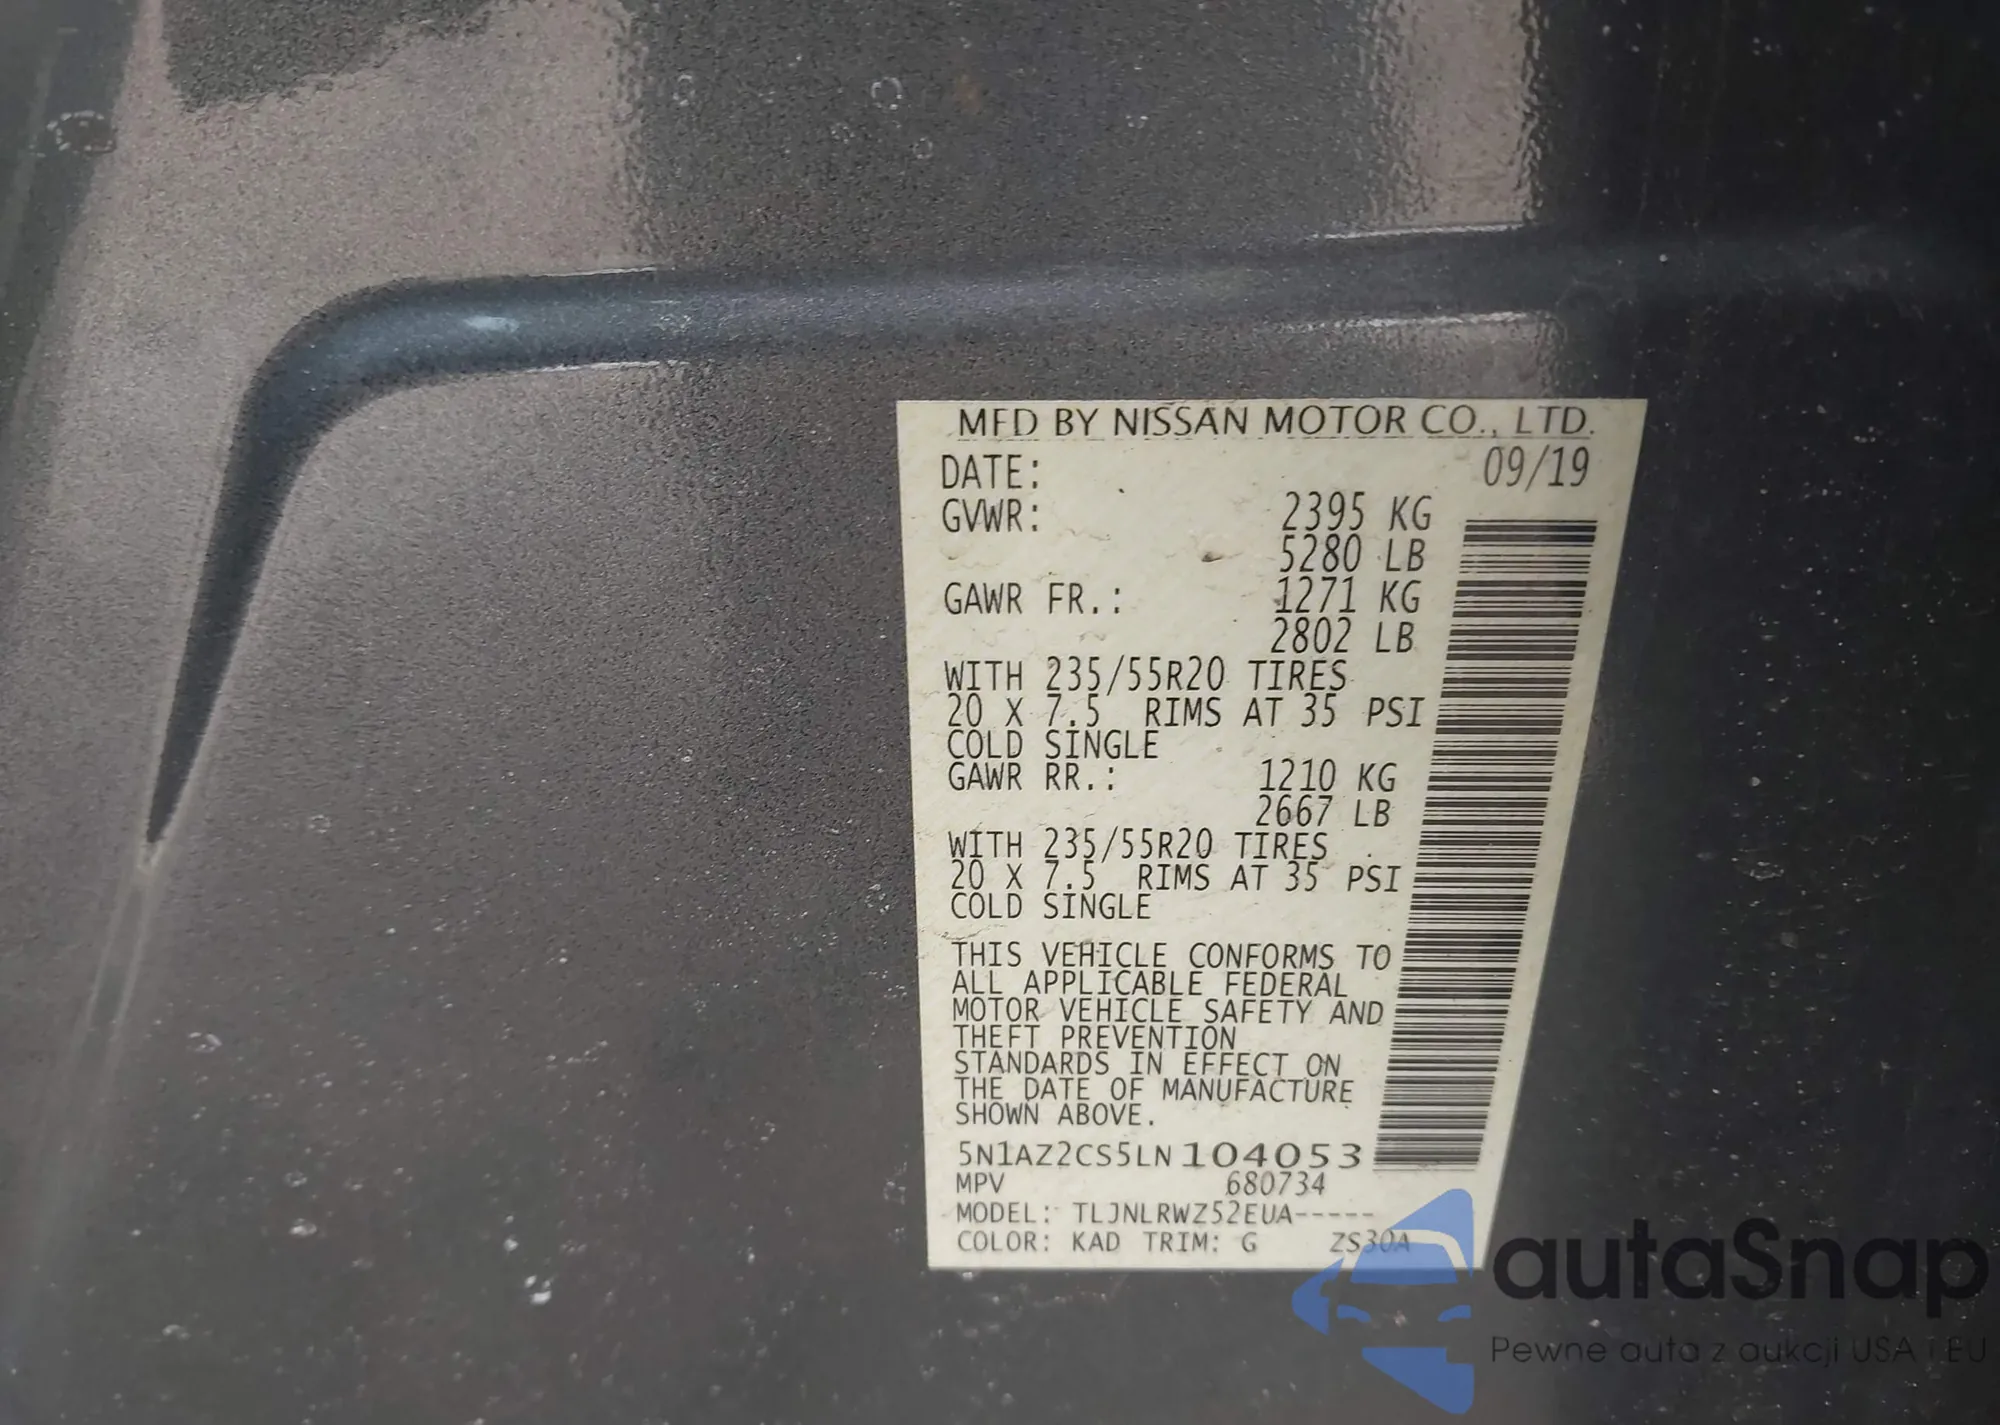 MFD BY NISSAN MOTOR CO., LTD.
DATE: 09/19
GVWR: 2395 KG
5280 LB
GAWR FR.: 1271 KG
2802 LB
WITH 235/55R20 TIRES
20 X 7.5 RIMS AT 35 PSI
COLD SINGLE
GAWR RR.: 1210 KG
2667 LB
WITH 235/55R20 TIRES
20 X 7.5 RIMS AT 35 PSI
COLD SINGLE
THIS VEHICLE CONFORMS TO
ALL APPLICABLE FEDERAL
MOTOR VEHICLE SAFETY AND
THEFT PREVENTION
STANDARDS IN EFFECT ON
THE DATE OF MANUFACTURE
SHOWN ABOVE.
5N1AZ2CS5LN104053
MPV 680734
MODEL: TLJNLRWZ52EUA-----
COLOR: KAD TRIM: G ZS30A
autaSnap
Pewne auta z aukcji USA i EU